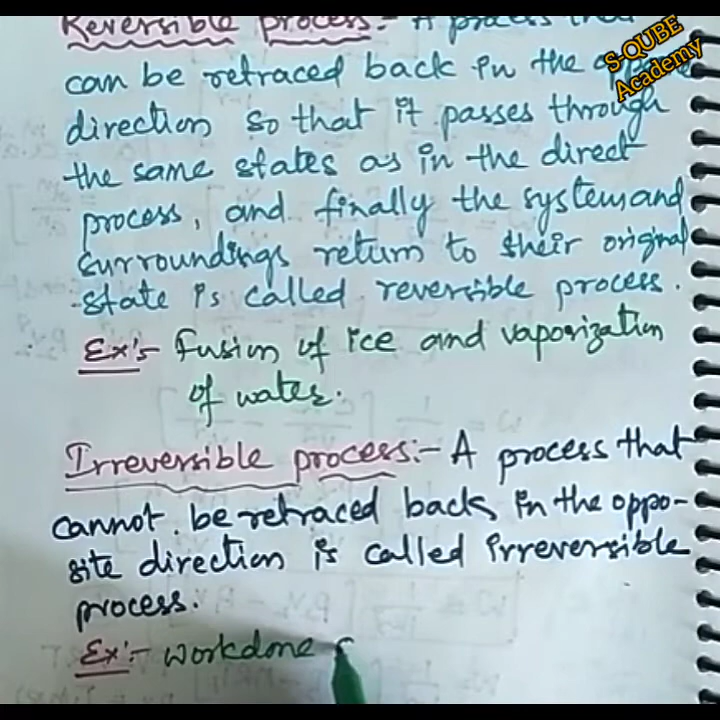 Reversible process:- A process that
can be retraced back in the
direction so that it passes through
the same states as in the direct
process, and finally the system and
surroundings return to their original
state is called reversible process.
Ex's- Fusion of ice and vaporization
of water.
Irreversible process:- A process that
cannot be retraced back in the oppo-
site direction is called irreversible
process.
Ex:- workdone
S-QUBE
Academy